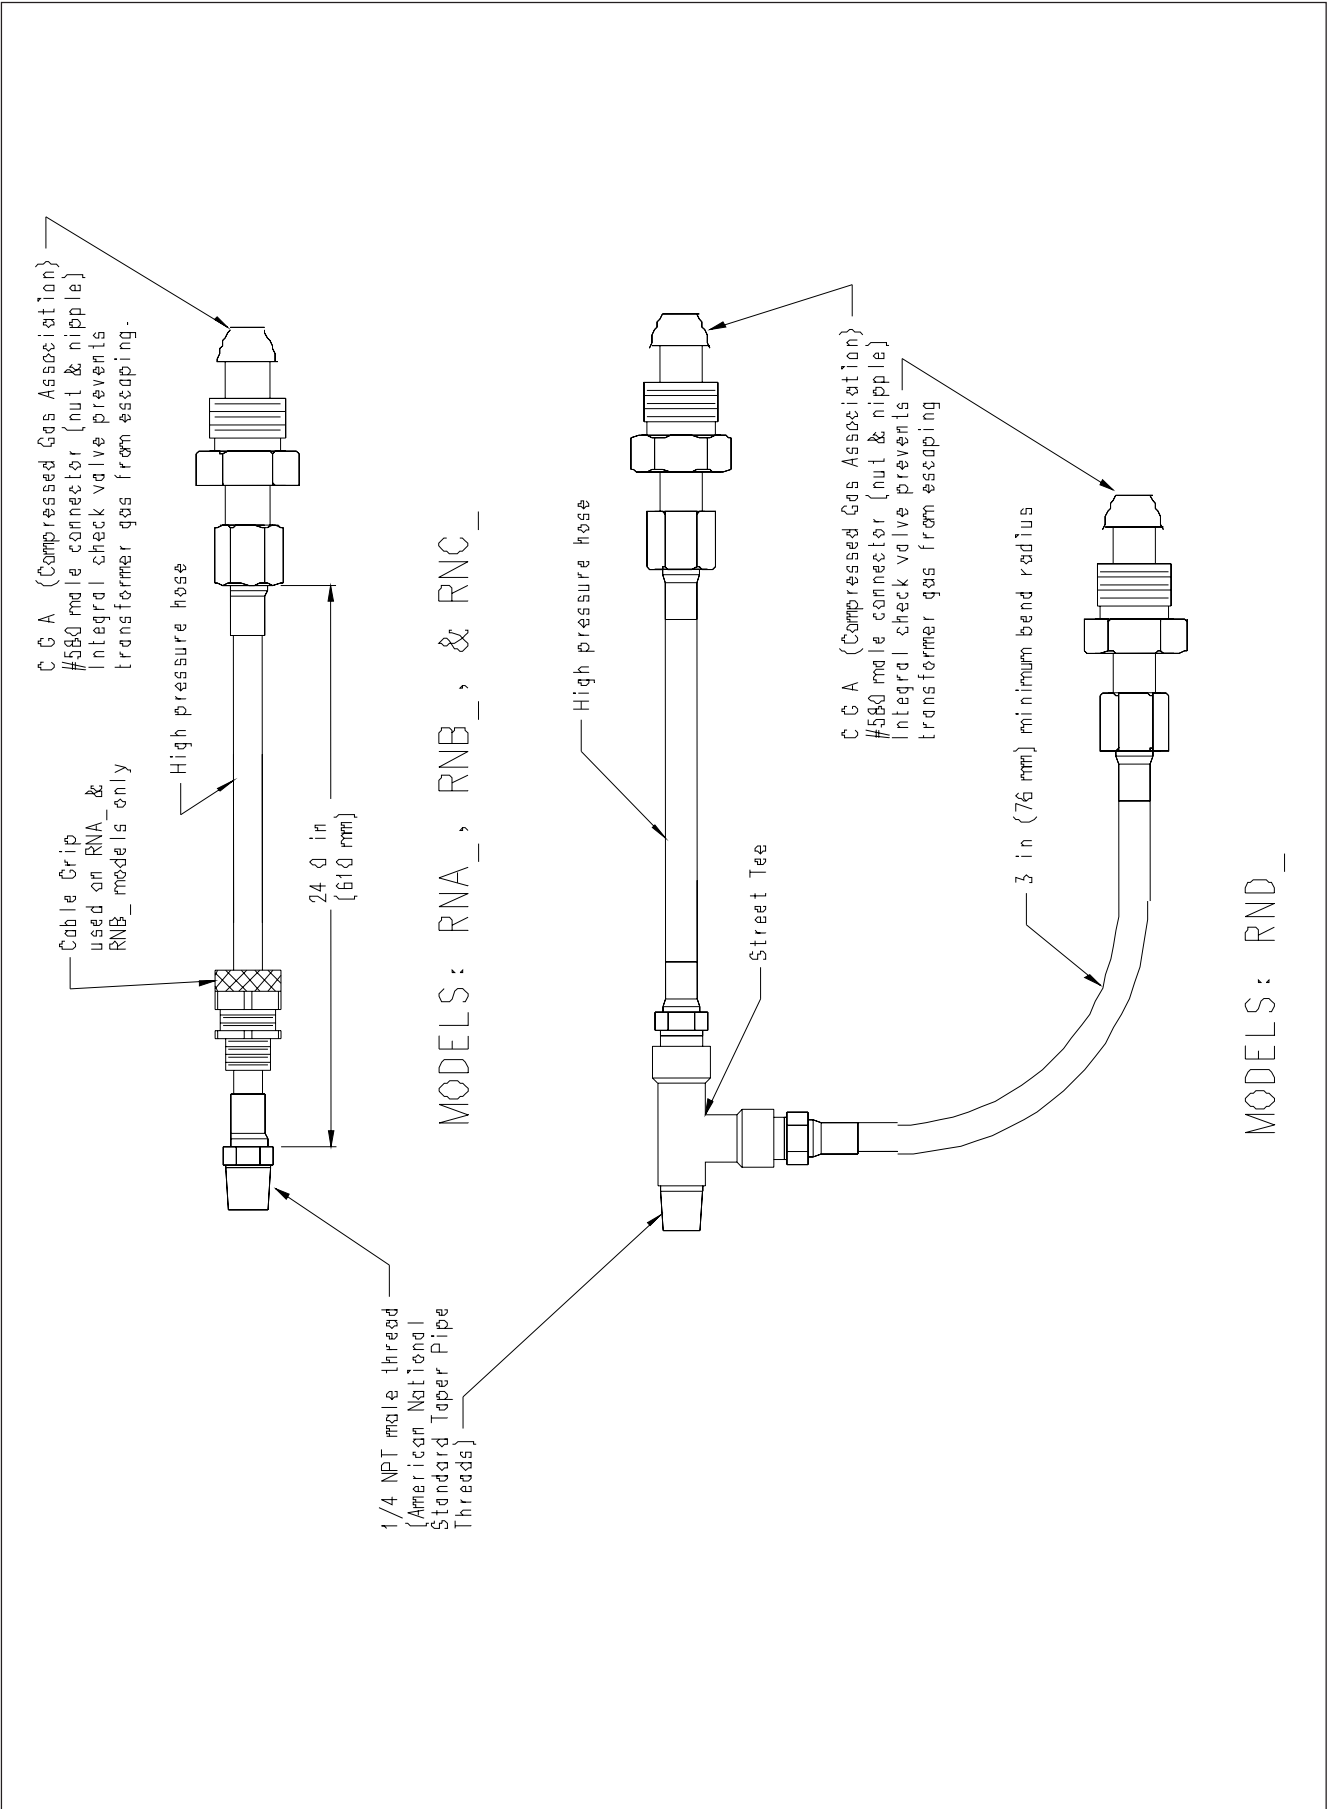 C G A (Compressed Gas Association)
#580 male connector (nut & nipple)
Integral check valve prevents
transformer gas from escaping.
High pressure hose
Cable Grip
used on RNA_ &
RNB_ models only
24 0 in
(610 mm)
MODELS: RNA_, RNB_, & RNC_
1/4 NPT male thread
(American National
Standard Taper Pipe
Threads)
High pressure hose
Street Tee
C G A (Compressed Gas Association)
#580 male connector (nut & nipple)
Integral check valve prevents
transformer gas from escaping
3 in (76 mm) minimum bend radius
MODELS: RND_